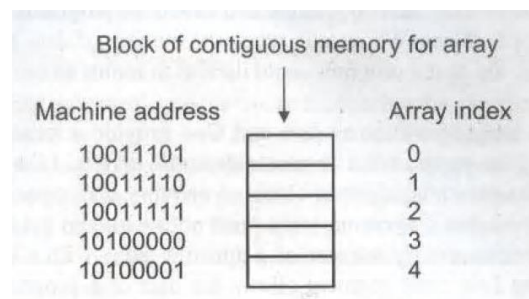 Block of contiguous memory for array
Machine address Array index
10011101 0
10011110 1
10011111 2
10100000 3
10100001 4